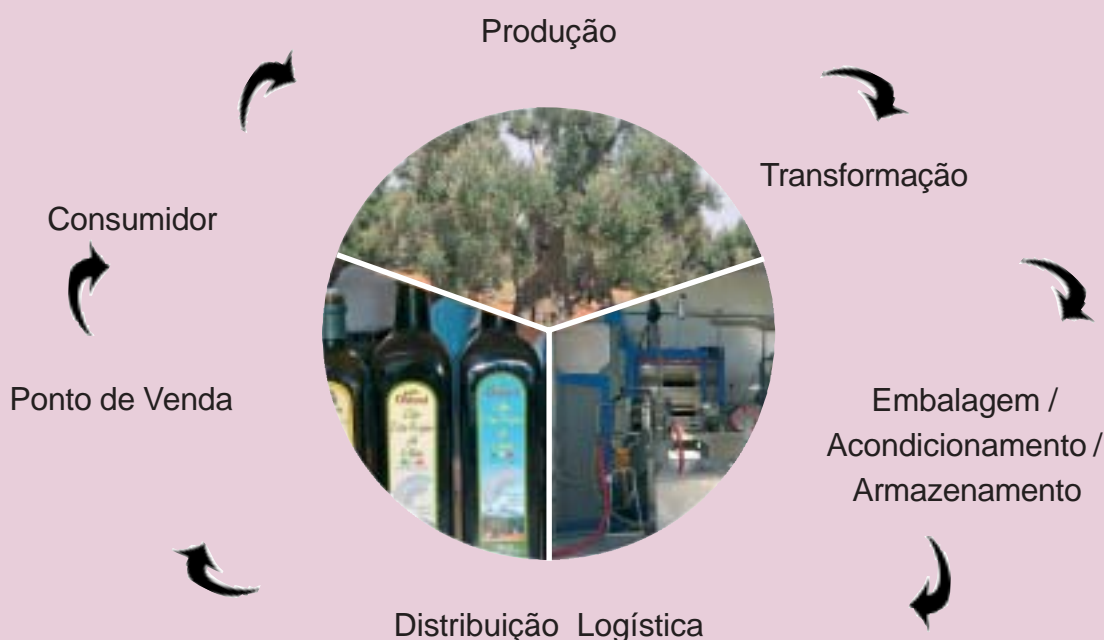 Produção
Transformação
Embalagem /
Acondicionamento /
Armazenamento
Distribuição Logística
Ponto de Venda
Consumidor